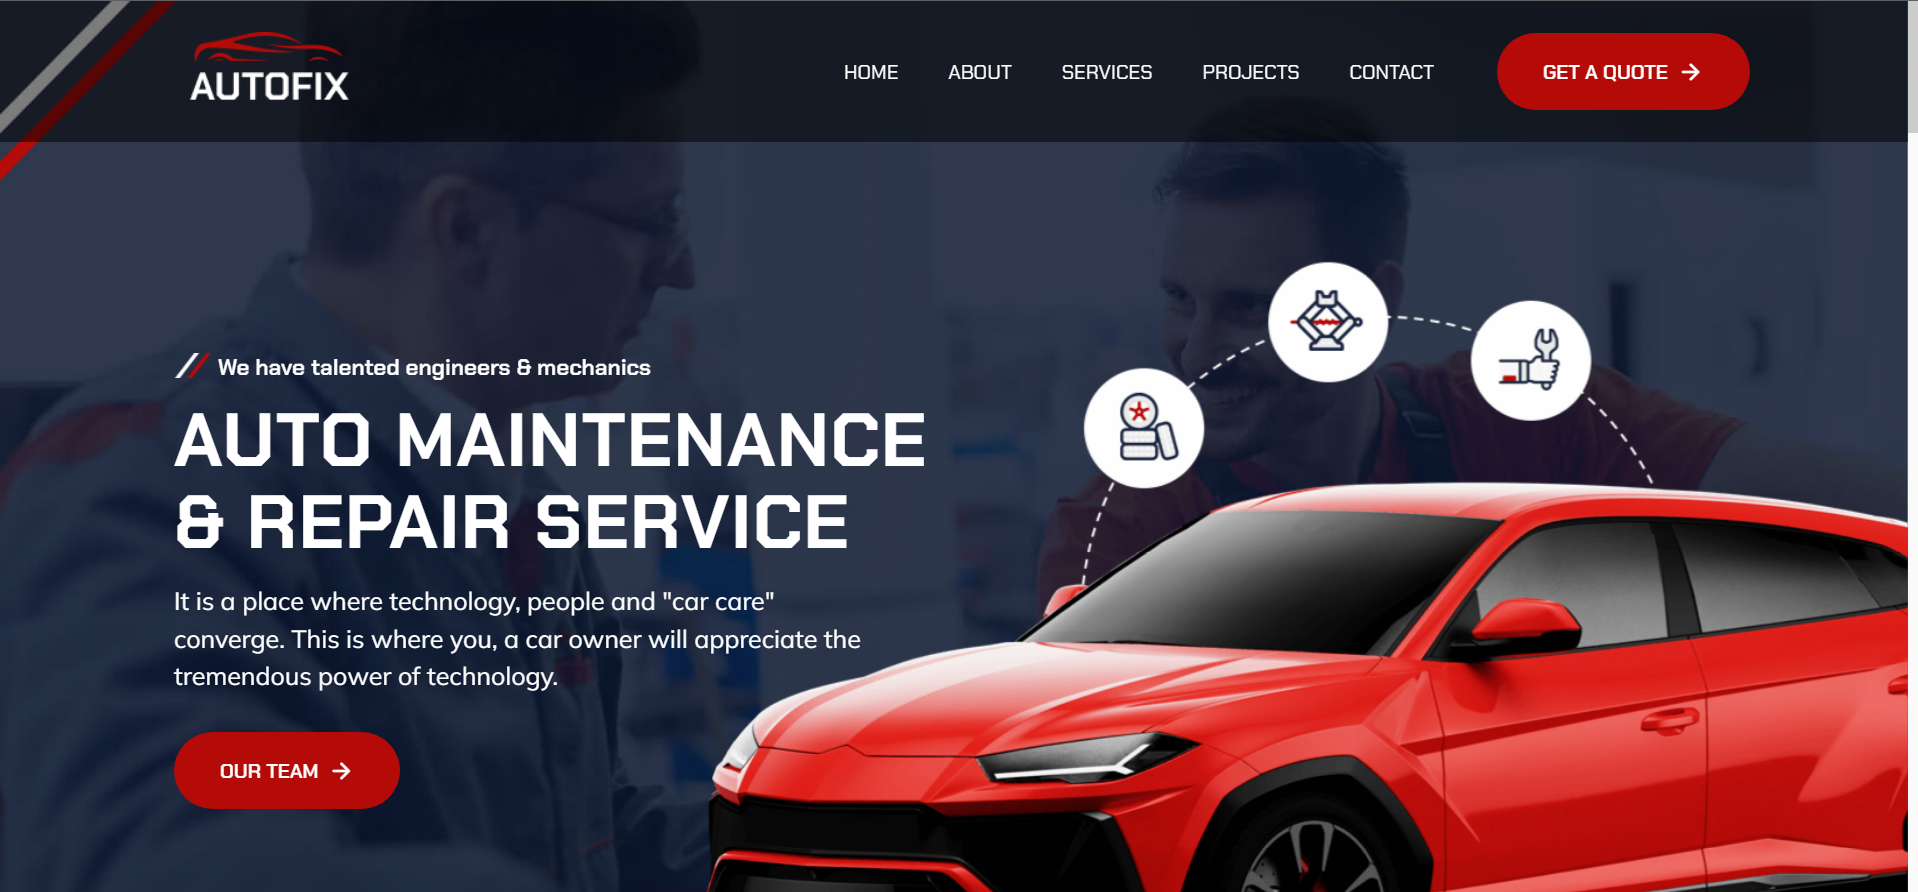 AUTOFIX
HOME ABOUT SERVICES PROJECTS CONTACT GET A QUOTE
We have talented engineers & mechanics
AUTO MAINTENANCE
& REPAIR SERVICE
It is a place where technology, people and "car care"
converge. This is where you, a car owner will appreciate the
tremendous power of technology.
OUR TEAM